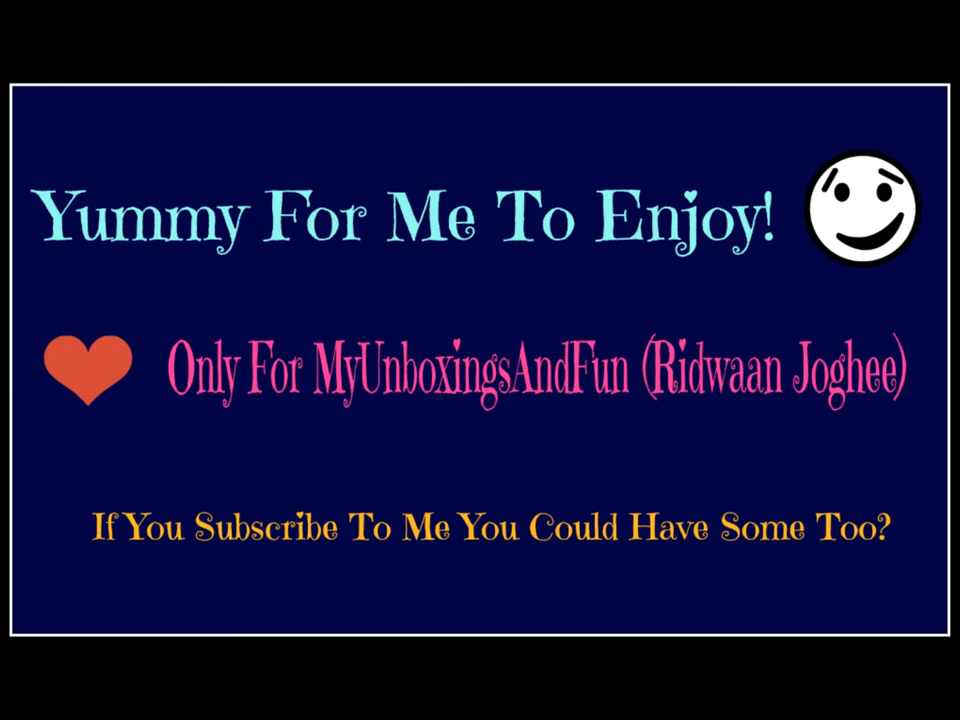 Yummy For Me To Enjoy!
Only For MyUnboxingsAndFun (Ridwaan Joghee)
If You Subscribe To Me You Could Have Some Too?